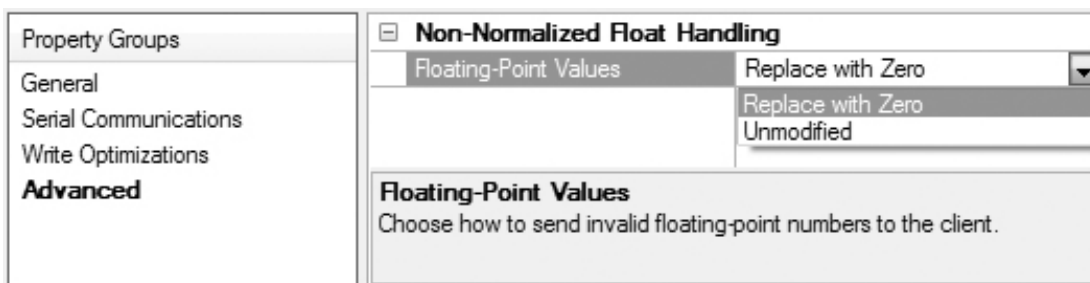 Property Groups
General
Serial Communications
Write Optimizations
Advanced
Non-Normalized Float Handling
Floating-Point Values Replace with Zero
Replace with Zero
Unmodified
Floating-Point Values
Choose how to send invalid floating-point numbers to the client.